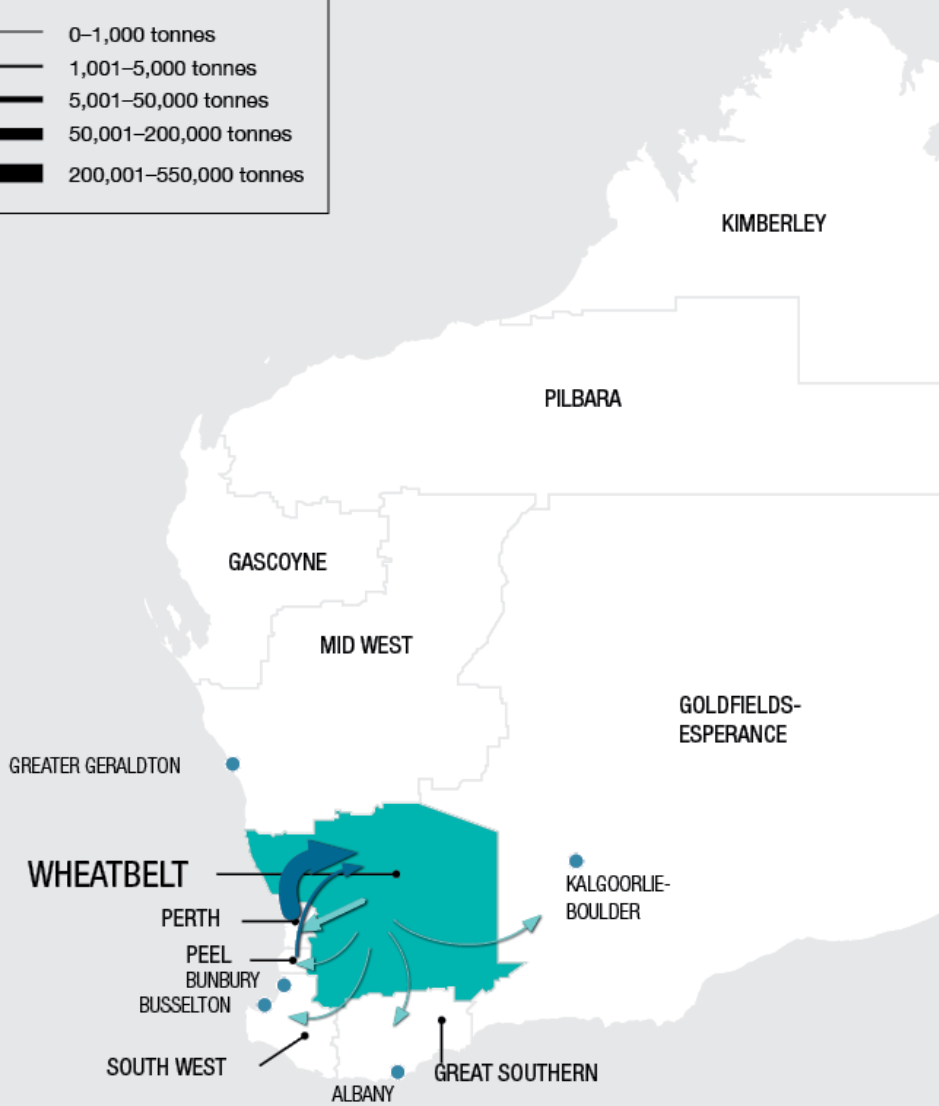 0–1,000 tonnes
1,001–5,000 tonnes
5,001–50,000 tonnes
50,001–200,000 tonnes
200,001–550,000 tonnes
KIMBERLEY
PILBARA
GASCOYNE
MID WEST
GOLDFIELDS-
ESPERANCE
GREATER GERALDTON
WHEATBELT
KALGOORLIE-
BOULDER
PERTH
PEEL
BUNBURY
BUSSELTON
SOUTH WEST
GREAT SOUTHERN
ALBANY